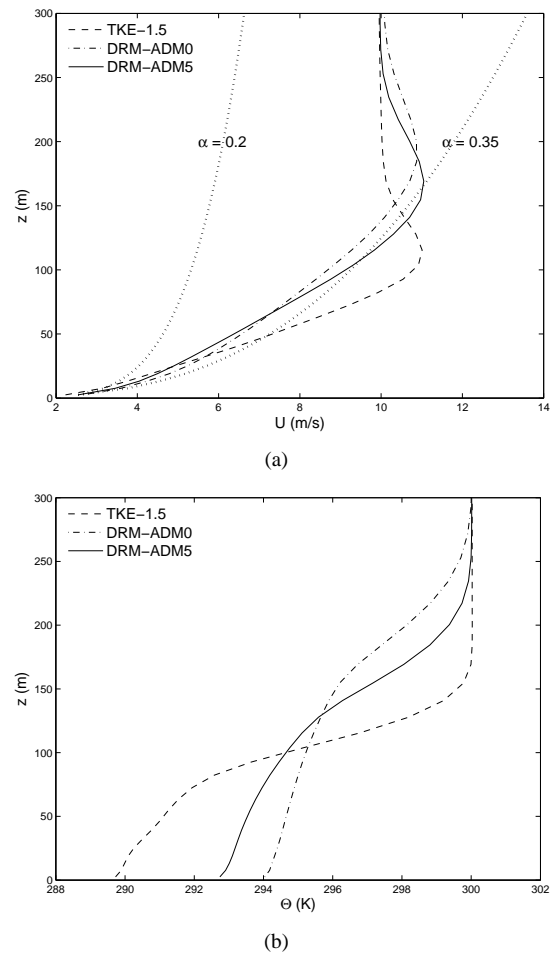 300
TKE−1.5
DRM−ADM0
DRM−ADM5
250
200
α = 0.2
α = 0.35
z (m)
150
100
50
0
2 4 6 8 10 12 14
U (m/s)
(a)
300
TKE−1.5
DRM−ADM0
DRM−ADM5
250
200
z (m)
150
100
50
0
288 290 292 294 296 298 300 302
Θ (K)
(b)